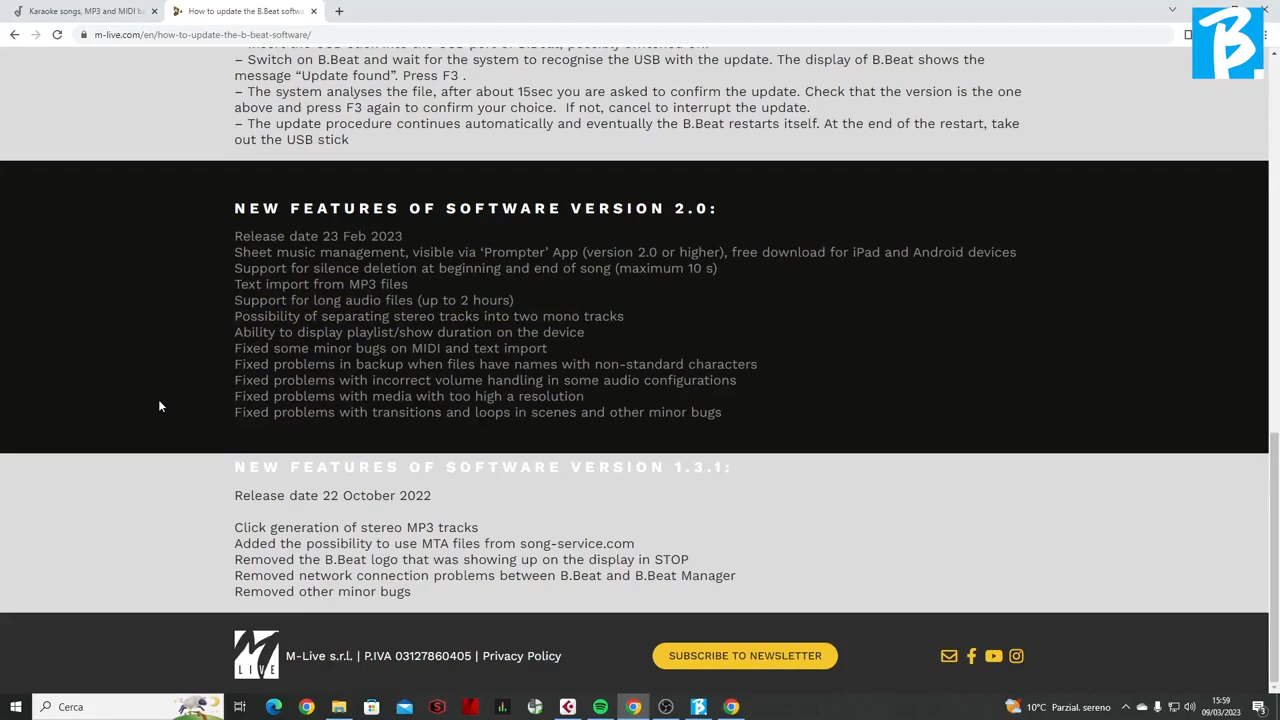 Karaoke songs, MP3 and MIDI ba
How to update the B.Beat softwa
m-live.com/en/how-to-update-the-b-beat-software/
B.
– Switch on B.Beat and wait for the system to recognise the USB with the update. The display of B.Beat shows the
message “Update found”. Press F3 .
– The system analyses the file, after about 15sec you are asked to confirm the update. Check that the version is the one
above and press F3 again to confirm your choice.  If not, cancel to interrupt the update.
– The update procedure continues automatically and eventually the B.Beat restarts itself. At the end of the restart, take
out the USB stick
NEW FEATURES OF SOFTWARE VERSION 2.0:
Release date 23 Feb 2023
Sheet music management, visible via ‘Prompter’ App (version 2.0 or higher), free download for iPad and Android devices
Support for silence deletion at beginning and end of song (maximum 10 s)
Text import from MP3 files
Support for long audio files (up to 2 hours)
Possibility of separating stereo tracks into two mono tracks
Ability to display playlist/show duration on the device
Fixed some minor bugs on MIDI and text import
Fixed problems in backup when files have names with non-standard characters
Fixed problems with incorrect volume handling in some audio configurations
Fixed problems with media with too high a resolution
Fixed problems with transitions and loops in scenes and other minor bugs
NEW FEATURES OF SOFTWARE VERSION 1.3.1:
Release date 22 October 2022
Click generation of stereo MP3 tracks
Added the possibility to use MTA files from song-service.com
Removed the B.Beat logo that was showing up on the display in STOP
Removed network connection problems between B.Beat and B.Beat Manager
Removed other minor bugs
M LIVE
M-Live s.r.l. | P.IVA 03127860405 | Privacy Policy
SUBSCRIBE TO NEWSLETTER
Cerca
10°C Parzial. sereno
15:59
09/03/2023